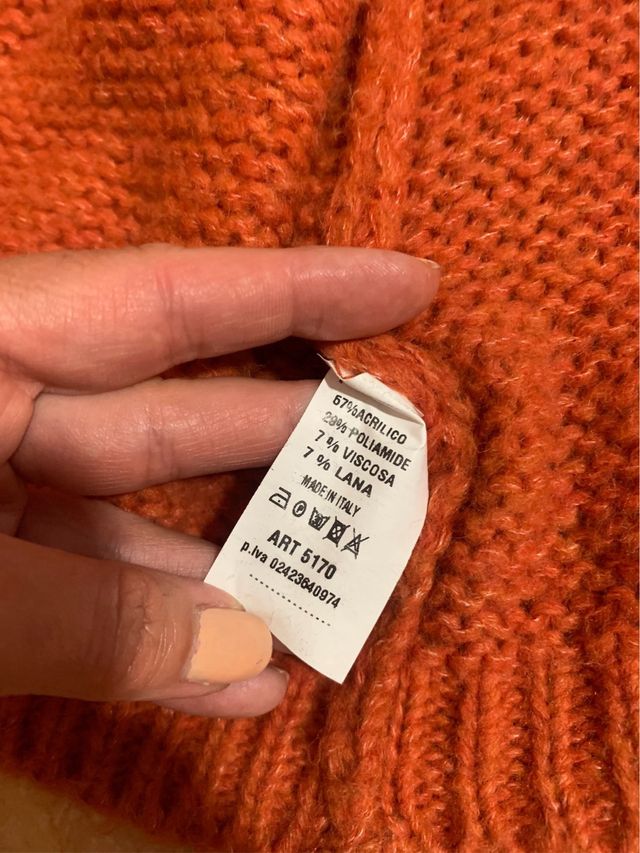 57%ACRILICO
29% POLIAMIDE
7 % VISCOSA
7 % LANA
MADE IN ITALY
ART 5170
p.iva 02423640974
--------------